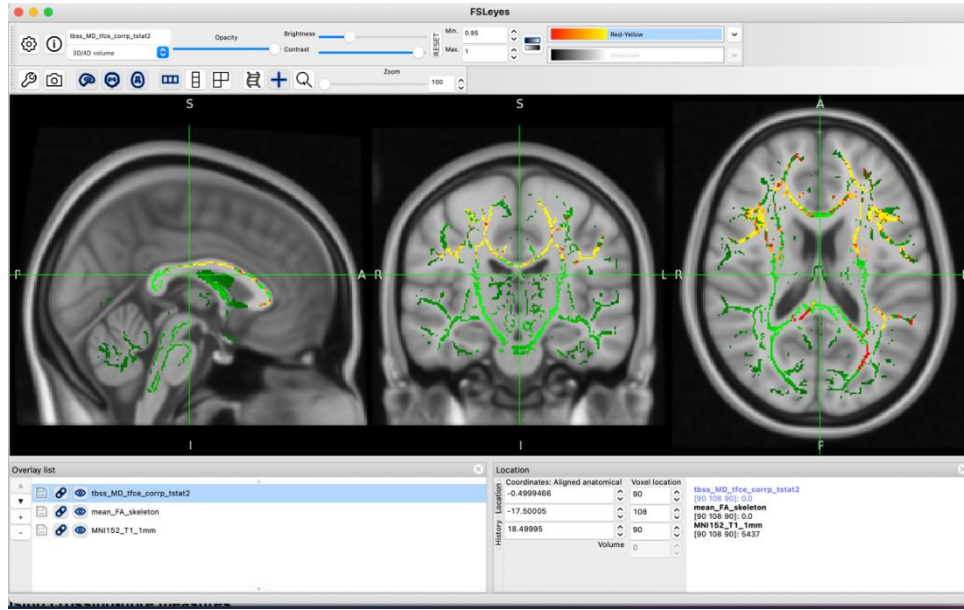 FSLeyes
tbss_MD_tfce_corrp_tstat2
3D/4D volume
Opacity
Brightness
Contrast
RESET
Min. 0.95
Max. 1
Red-Yellow
Greyscale
Zoom
100
S
P
A
I
S
R
L
I
A
R
P
Overlay list
tbss_MD_tfce_corrp_tstat2
mean_FA_skeleton
MNI152_T1_1mm
Location
Location
History
Coordinates: Aligned anatomical
Voxel location
-0.4999466
90
-17.50005
108
18.49995
90
Volume
0
tbss_MD_tfce_corrp_tstat2
[90 108 90]: 0.0
mean_FA_skeleton
[90 108 90]: 0.0
MNI152_T1_1mm
[90 108 90]: 5437